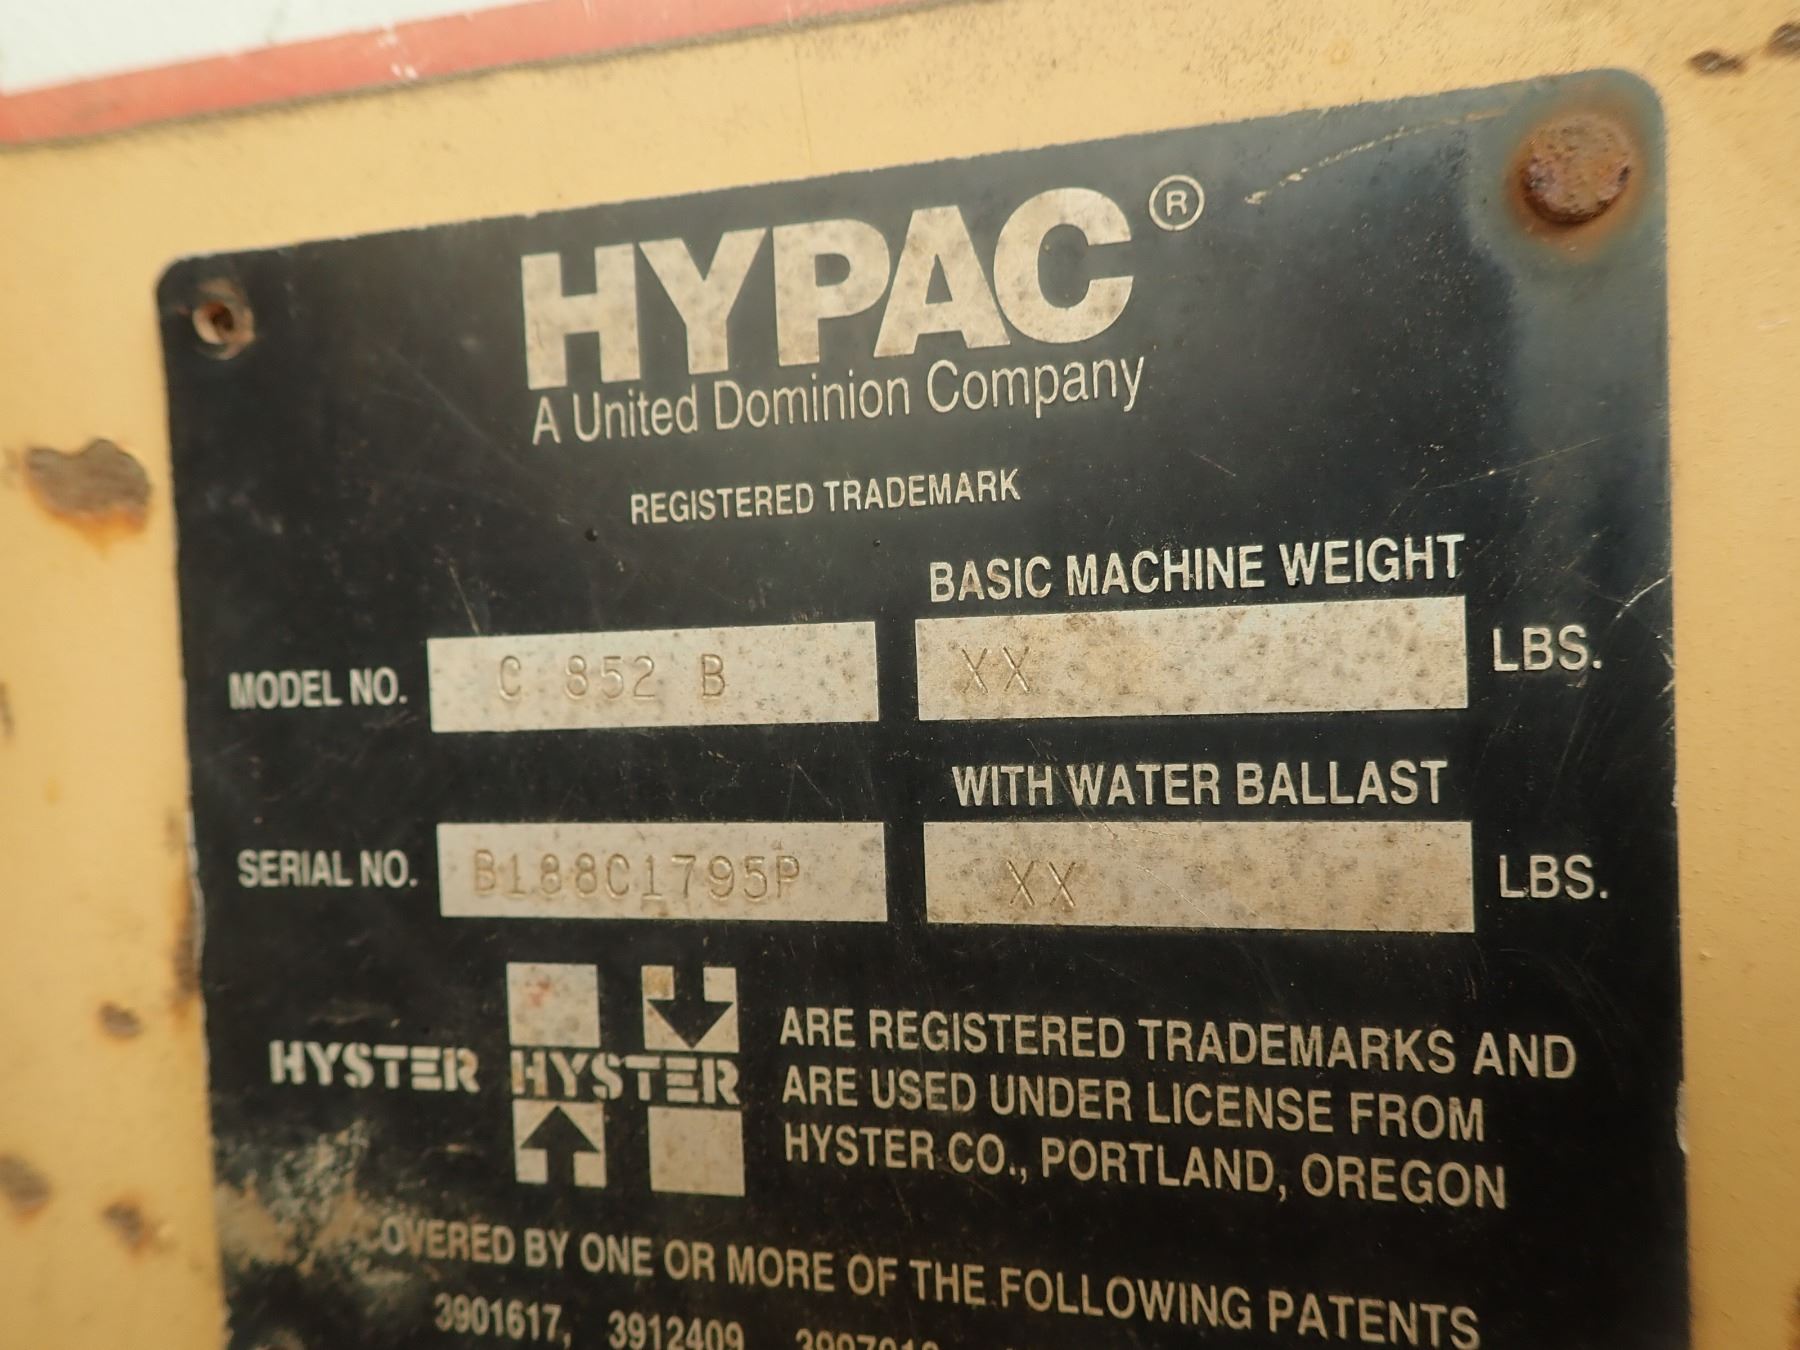 HYPAC®
A United Dominion Company
REGISTERED TRADEMARK
BASIC MACHINE WEIGHT
MODEL NO. C 852 B XX LBS.
WITH WATER BALLAST
SERIAL NO. B188C1795P XX LBS.
HYSTER HYSTER ARE REGISTERED TRADEMARKS AND
ARE USED UNDER LICENSE FROM
HYSTER CO., PORTLAND, OREGON
COVERED BY ONE OR MORE OF THE FOLLOWING PATENTS
3901617, 3912409